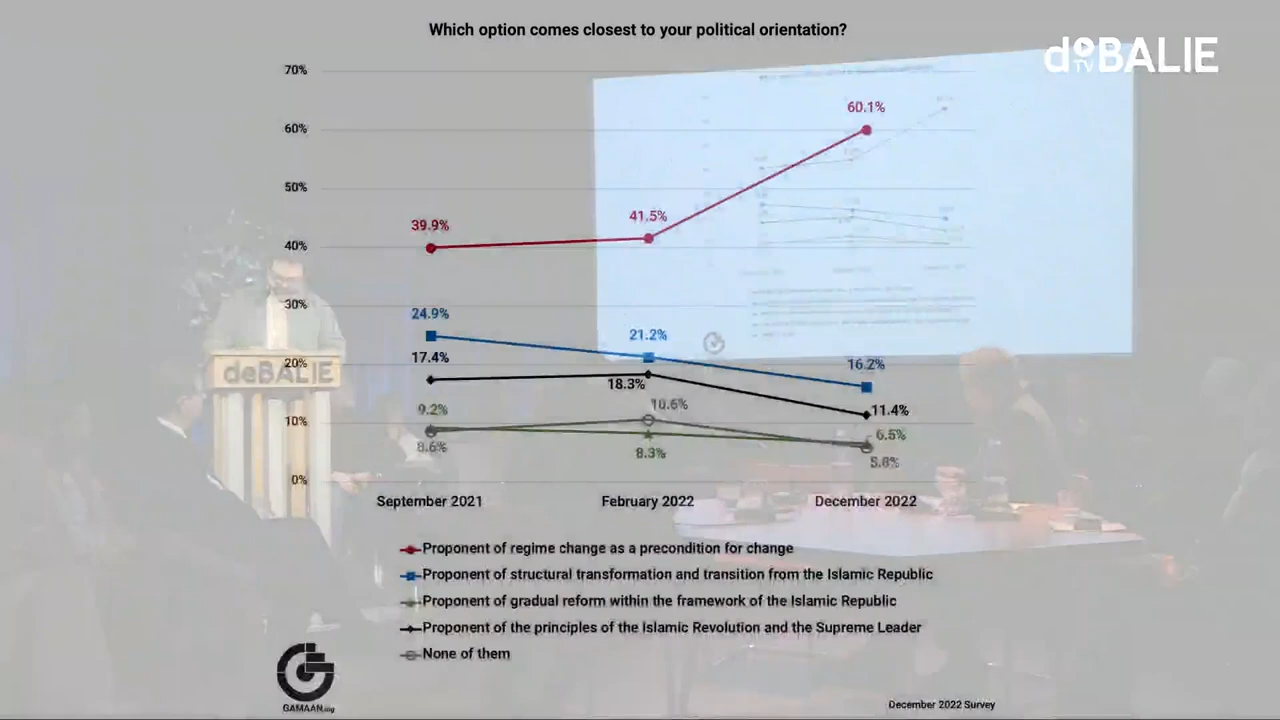 Which option comes closest to your political orientation?
doBALIE
TV
70%
60%
50%
40%
30%
20%
10%
0%
60.1%
39.9%
41.5%
24.9%
21.2%
16.2%
17.4%
18.3%
11.4%
9.2%
10.6%
6.5%
8.6%
8.3%
5.8%
deBALIE
September 2021
February 2022
December 2022
Proponent of regime change as a precondition for change
Proponent of structural transformation and transition from the Islamic Republic
Proponent of gradual reform within the framework of the Islamic Republic
Proponent of the principles of the Islamic Revolution and the Supreme Leader
None of them
GAMAAN.org
December 2022 Survey